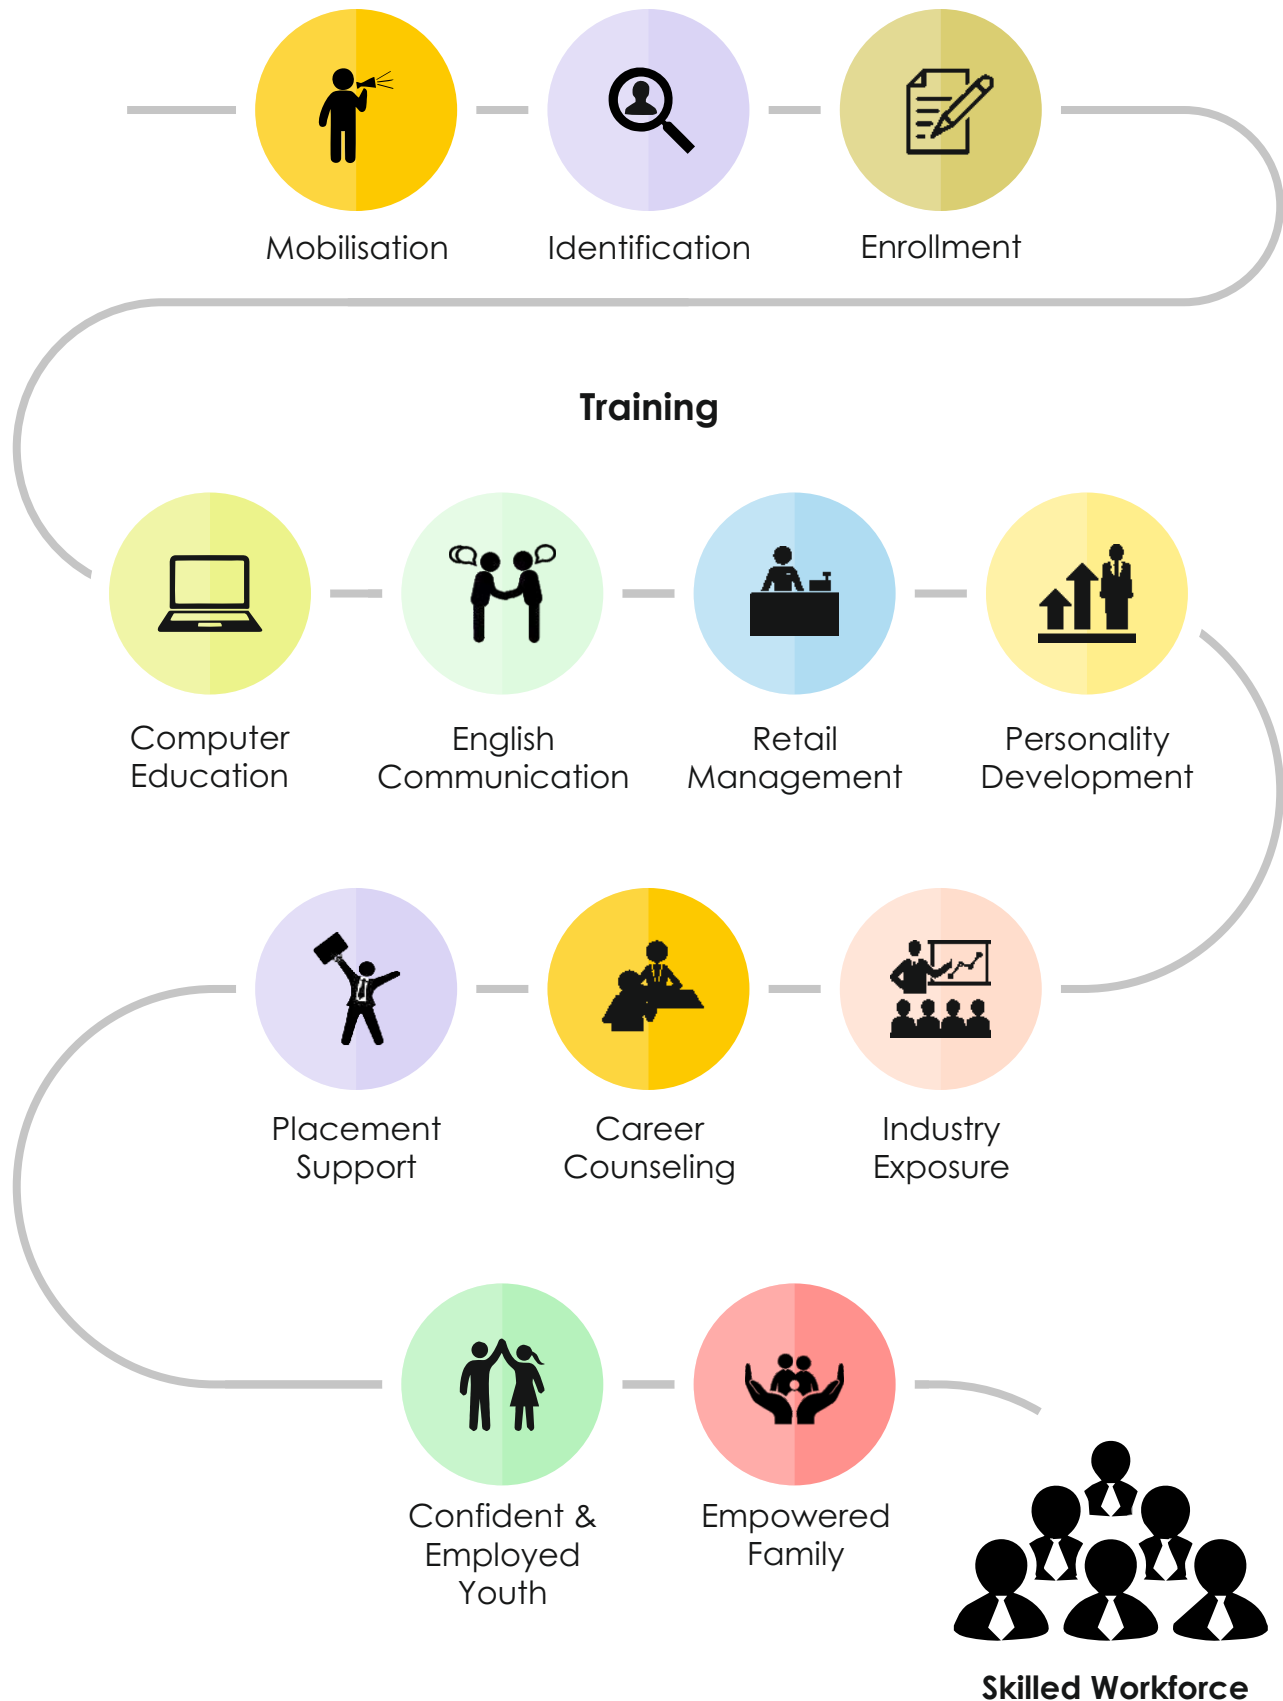 Mobilisation
Identification
Enrollment
Training
Computer
Education
English
Communication
Retail
Management
Personality
Development
Placement
Support
Career
Counseling
Industry
Exposure
Confident &
Employed
Youth
Empowered
Family
Skilled Workforce